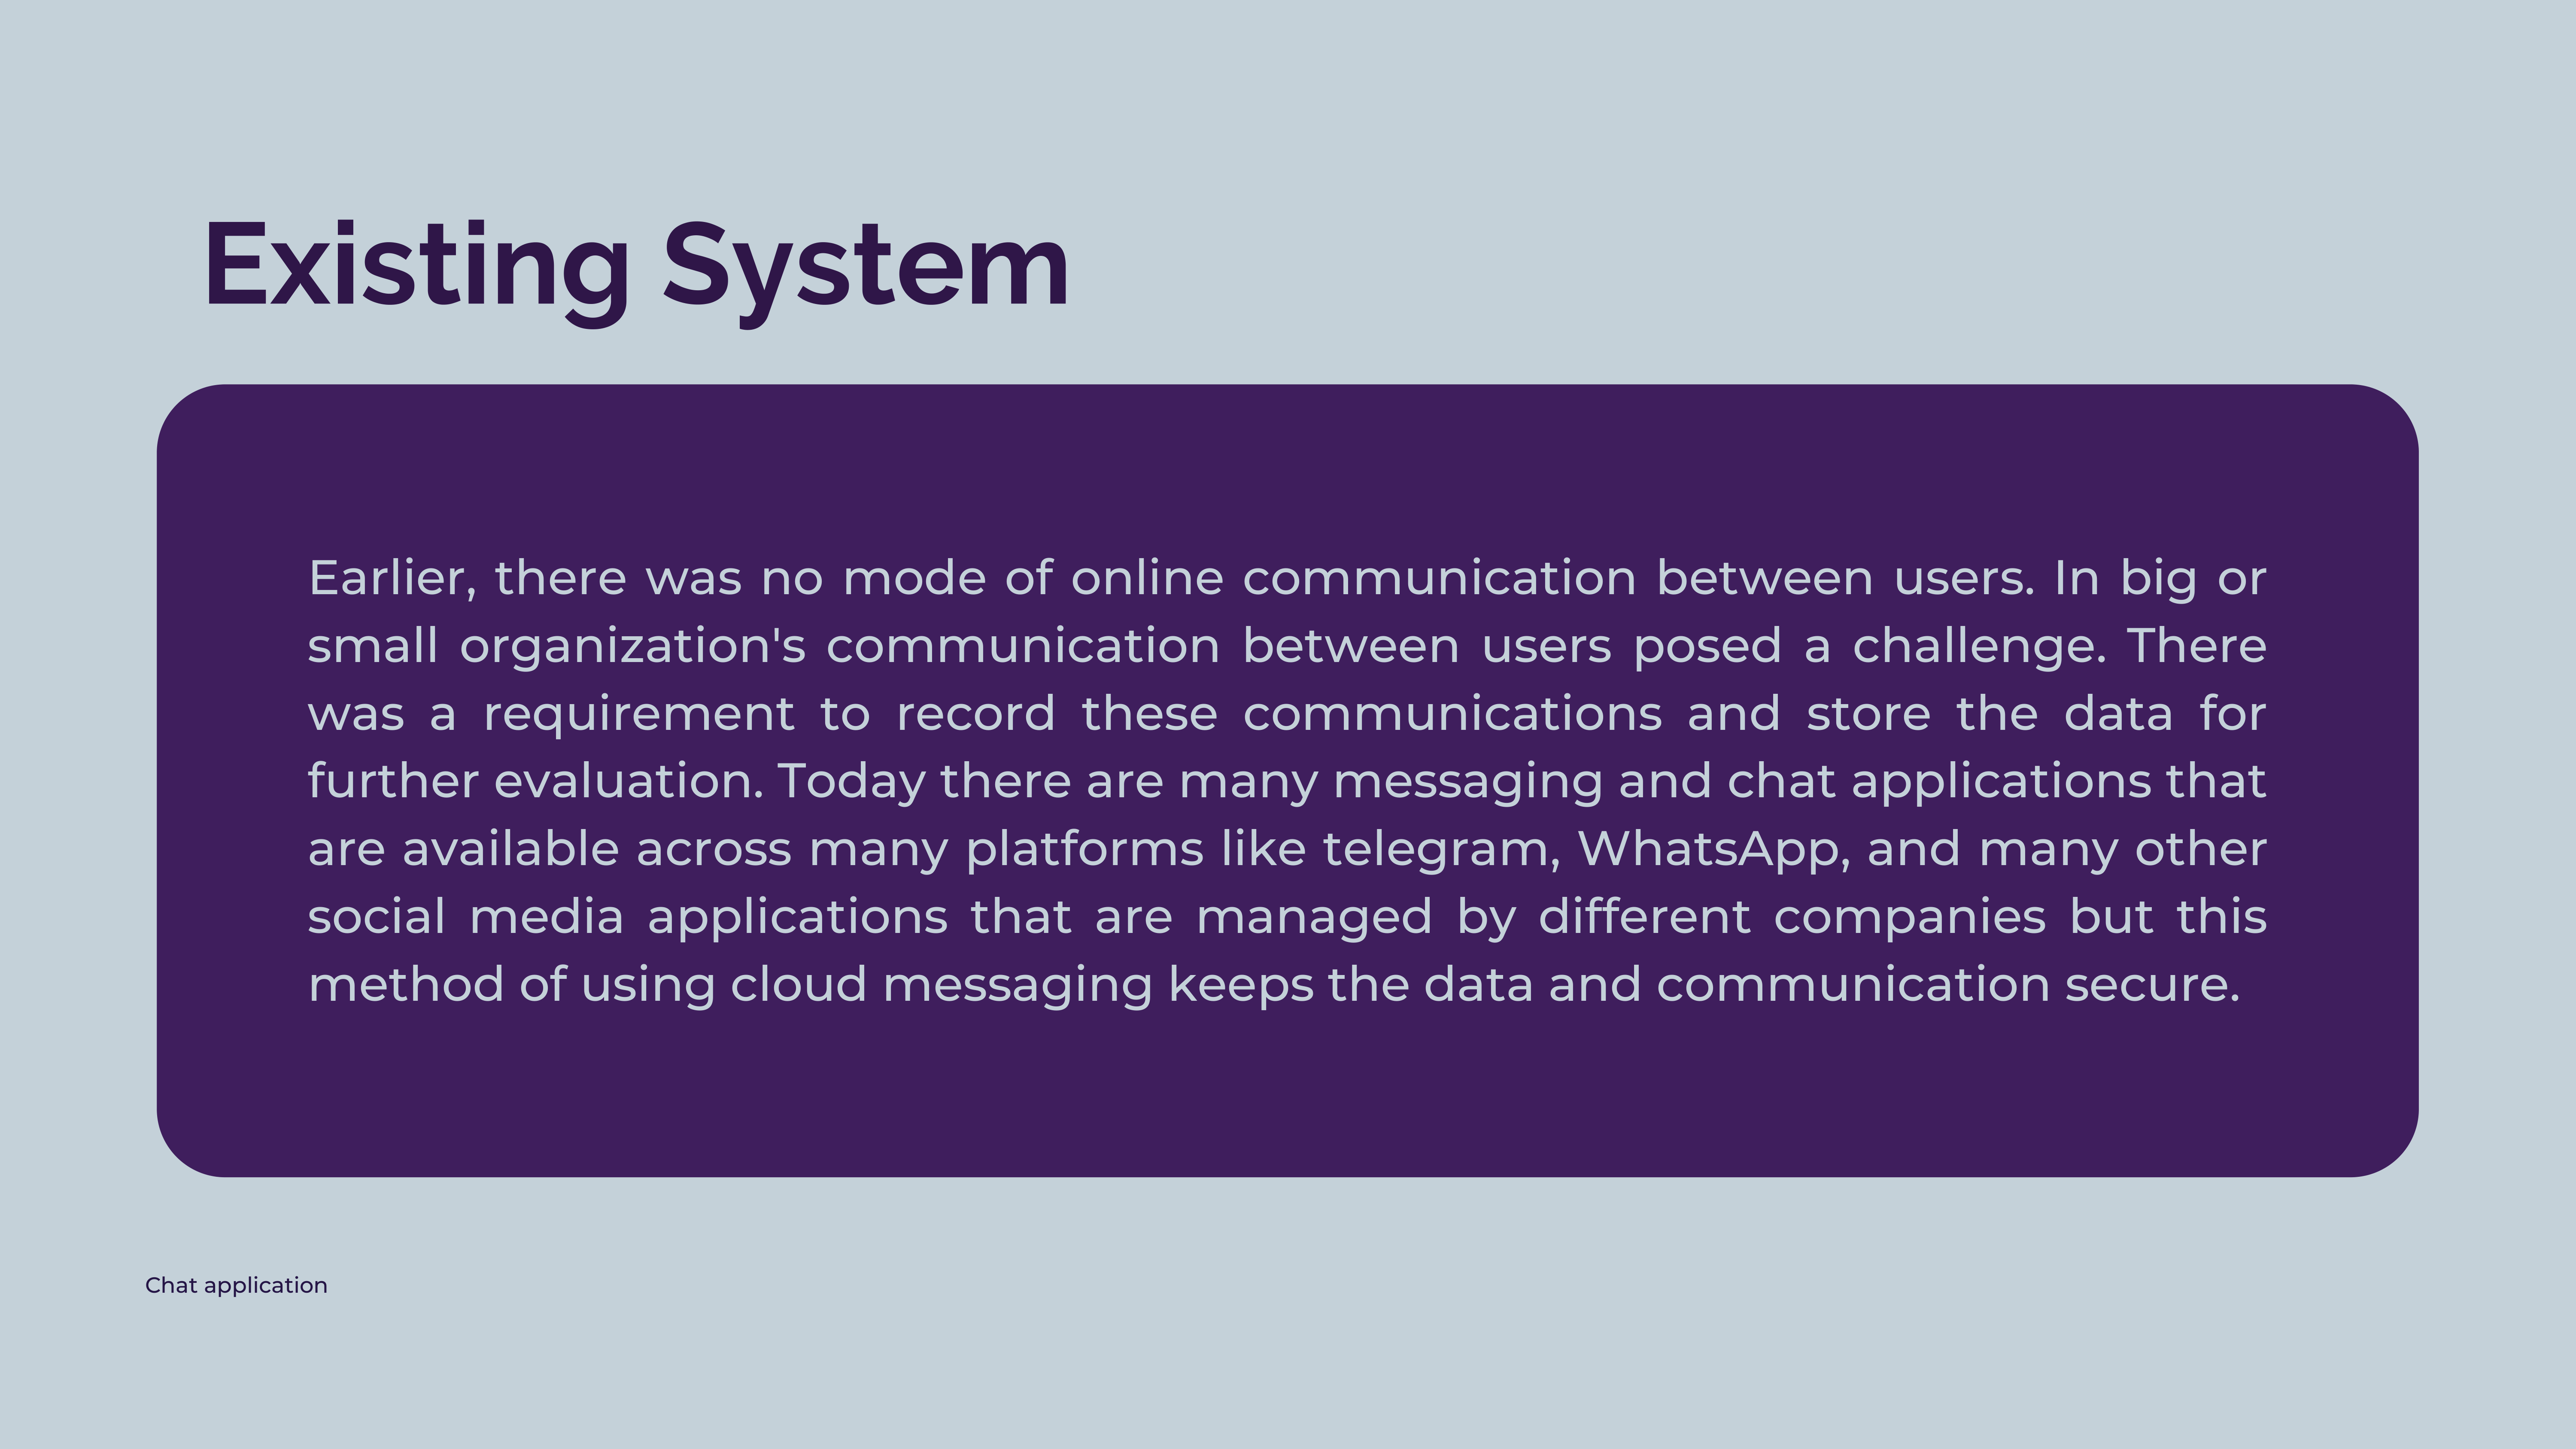 Existing System
Earlier, there was no mode of online communication between users. In big or
small organization's communication between users posed a challenge. There
was a requirement to record these communications and store the data for
further evaluation. Today there are many messaging and chat applications that
are available across many platforms like telegram, WhatsApp, and many other
social media applications that are managed by different companies but this
method of using cloud messaging keeps the data and communication secure.
Chat application